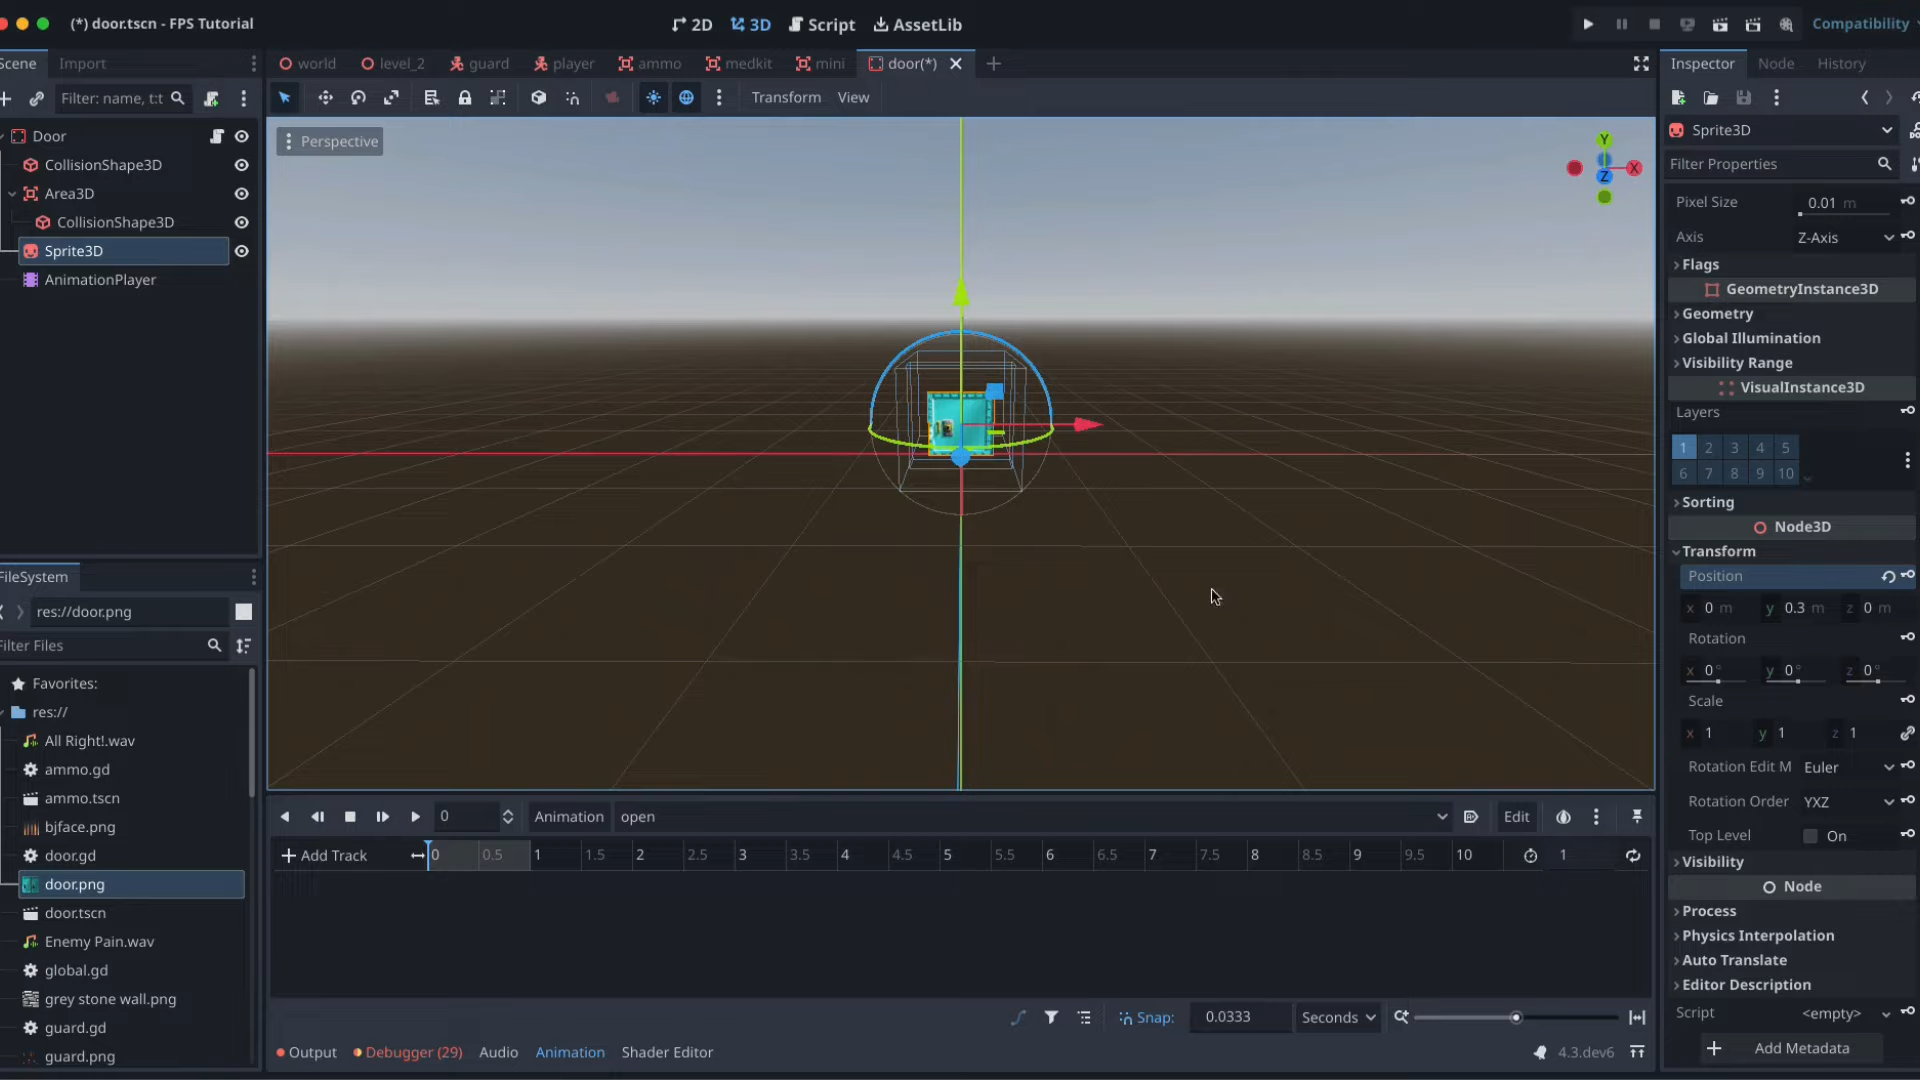 (*) door.tscn - FPS Tutorial
2D
3D
Script
AssetLib
Compatibility
Scene
Import
world
level_2
guard
player
ammo
medkit
mini
door(*)
Inspector
Node
History
Filter: name, t:t
Transform
View
Door
CollisionShape3D
Area3D
CollisionShape3D
Sprite3D
AnimationPlayer
Perspective
Y
X
Z
Sprite3D
Filter Properties
Pixel Size
0.01 m
Axis
Z-Axis
Flags
GeometryInstance3D
Geometry
Global Illumination
Visibility Range
VisualInstance3D
Layers
1 2 3 4 5
6 7 8 9 10
Sorting
Node3D
Transform
Position
x 0 m y 0.3 m z 0 m
Rotation
x 0° y 0° z 0°
Scale
x 1 y 1 z 1
Rotation Edit M Euler
Rotation Order YXZ
Top Level On
Visibility
Node
Process
Physics Interpolation
Auto Translate
Editor Description
Script <empty>
Add Metadata
FileSystem
res://door.png
Filter Files
Favorites:
res://
All Right!.wav
ammo.gd
ammo.tscn
bjface.png
door.gd
door.png
door.tscn
Enemy Pain.wav
global.gd
grey stone wall.png
guard.gd
guard.png
0
Animation
open
Edit
Add Track
0 0.5 1 1.5 2 2.5 3 3.5 4 4.5 5 5.5 6 6.5 7 7.5 8 8.5 9 9.5 10
1
Snap:
0.0333
Seconds
Output
Debugger (29)
Audio
Animation
Shader Editor
4.3.dev6